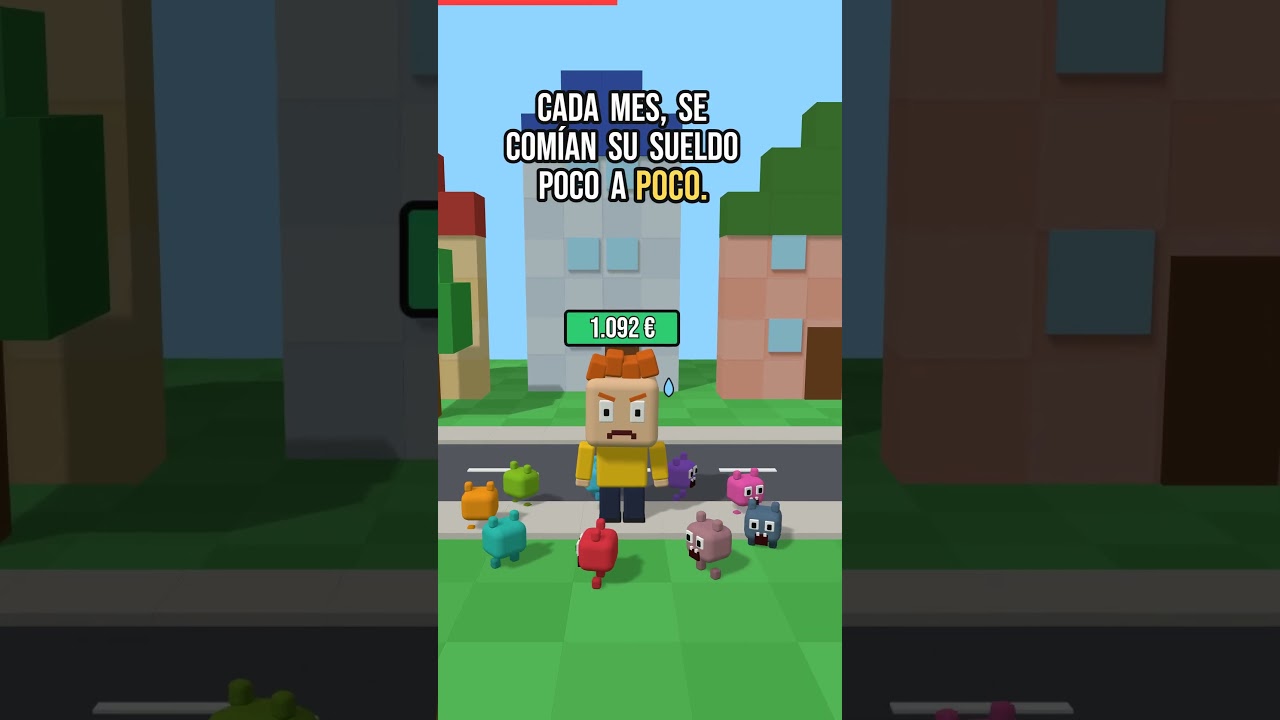 CADA MES, SE
COMÍAN SU SUELDO
POCO A POCO.
1.092 €